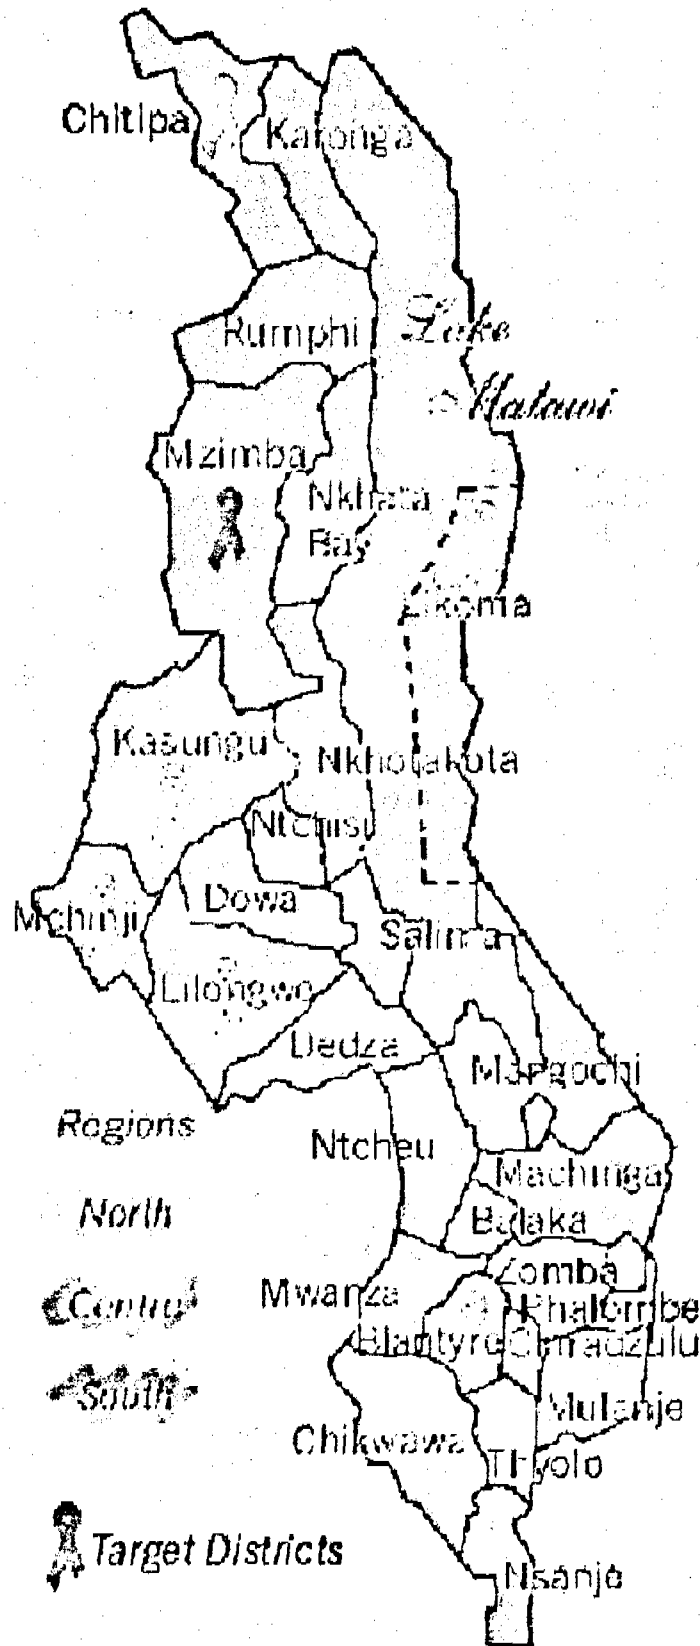 Chitipa
Karonga
Rumphi
Lake
Malawi
Mzimba
Nkhata
Bay
Likoma
Kasungu
Nkhotakota
Ntchisi
Dowa
Mchinji
Salima
Lilongwe
Dedza
Mangochi
Regions
Ntcheu
Machinga
North
Balaka
Zomba
Mwanza
Centre
Phalombe
Blantyre
Chiradzulu
South
Mulanje
Chikwawa
Thyolo
Target Districts
Nsanje